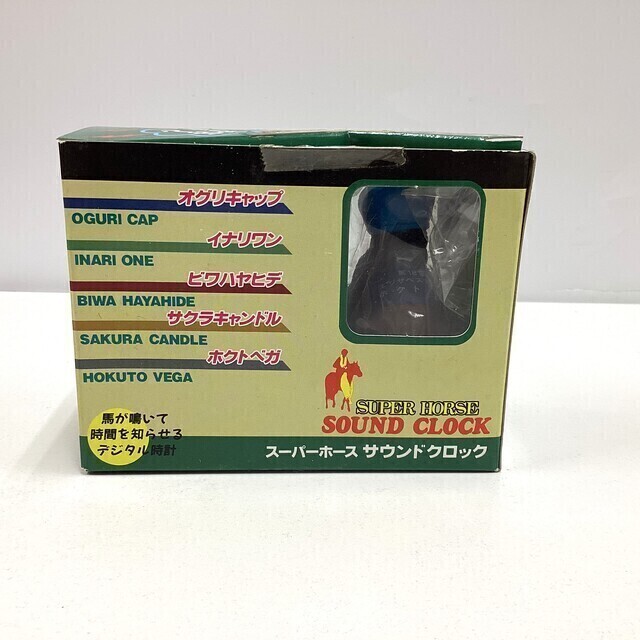 オグリキャップ
OGURI CAP
イナリワン
INARI ONE
ビワハヤヒデ
BIWA HAYAHIDE
サクラキャンドル
SAKURA CANDLE
ホクトベガ
HOKUTO VEGA
馬が鳴いて
時間を知らせる
デジタル時計
SUPER HORSE
SOUND CLOCK
スーパーホース サウンドクロック